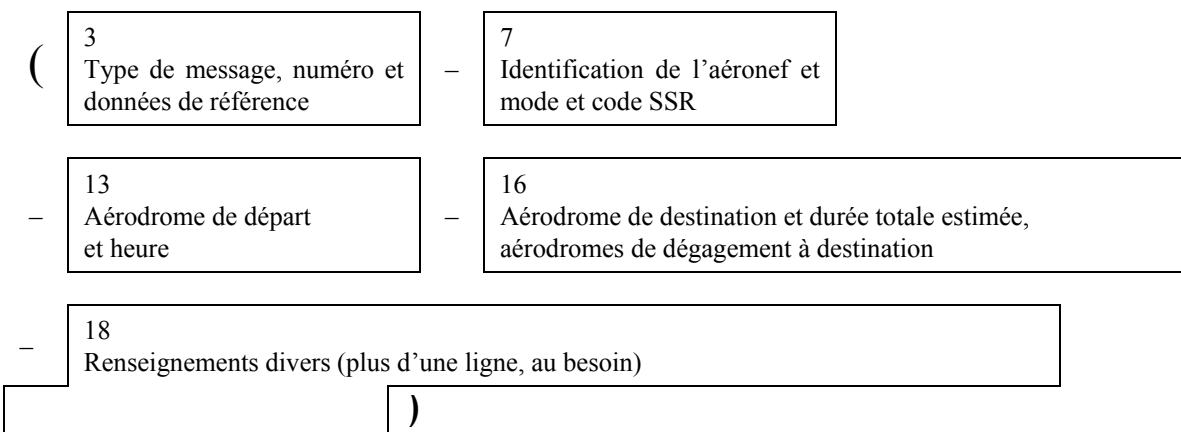 (
3
Type de message, numéro et
données de référence
–
7
Identification de l’aéronef et
mode et code SSR
–
13
Aérodrome de départ
et heure
–
16
Aérodrome de destination et durée totale estimée,
aérodromes de dégagement à destination
–
18
Renseignements divers (plus d’une ligne, au besoin)
)